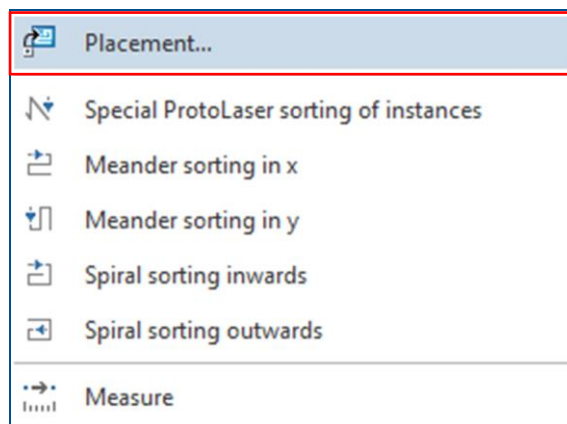 Placement...
Special ProtoLaser sorting of instances
Meander sorting in x
Meander sorting in y
Spiral sorting inwards
Spiral sorting outwards
Measure